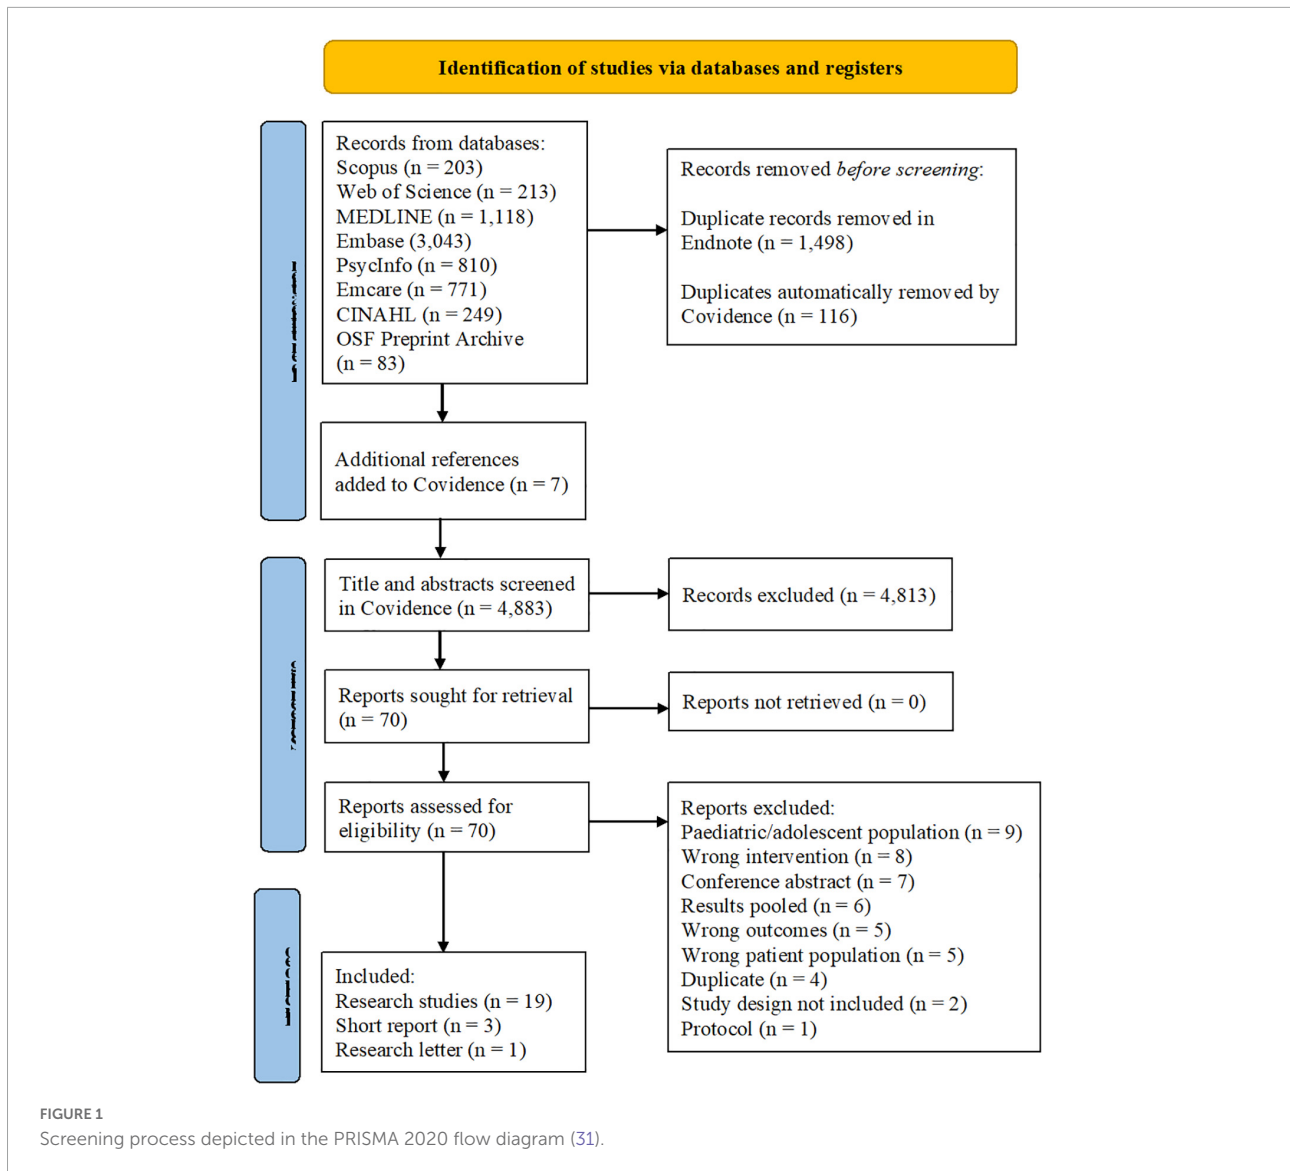 Identification of studies via databases and registers
Records from databases:
Scopus (n = 203)
Web of Science (n = 213)
MEDLINE (n = 1,118)
Embase (3,043)
PsycInfo (n = 810)
Emcare (n = 771)
CINAHL (n = 249)
OSF Preprint Archive
(n = 83)
Records removed before screening:
Duplicate records removed in
Endnote (n = 1,498)
Duplicates automatically removed by
Covidence (n = 116)
Additional references
added to Covidence (n = 7)
Title and abstracts screened
in Covidence (n = 4,883)
Records excluded (n = 4,813)
Reports sought for retrieval
(n = 70)
Reports not retrieved (n = 0)
Reports assessed for
eligibility (n = 70)
Reports excluded:
Paediatric/adolescent population (n = 9)
Wrong intervention (n = 8)
Conference abstract (n = 7)
Results pooled (n = 6)
Wrong outcomes (n = 5)
Wrong patient population (n = 5)
Duplicate (n = 4)
Study design not included (n = 2)
Protocol (n = 1)
Included:
Research studies (n = 19)
Short report (n = 3)
Research letter (n = 1)
FIGURE 1
Screening process depicted in the PRISMA 2020 flow diagram (31).